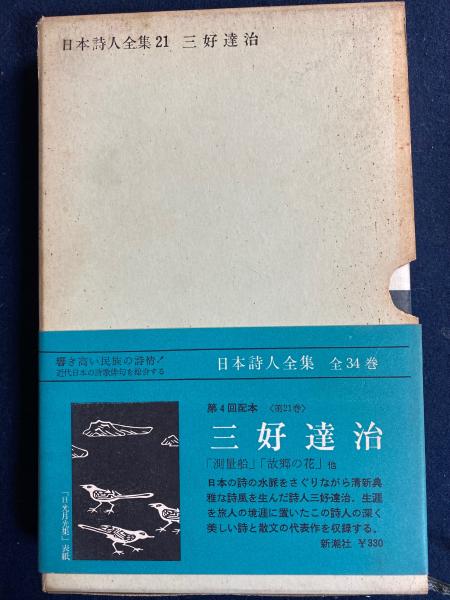 日本詩人全集21 三好達治
響き高い民族の詩情！
近代日本の詩歌俳句を綜合する
日本詩人全集 全34巻
第4回配本 〈第21巻〉
三好達治
「測量船」「故郷の花」他
日本の詩の水脈をさぐりながら清新典
雅な詩風を生んだ詩人三好達治。生涯
を旅人の境涯に置いたこの詩人の深く
美しい詩と散文の代表作を収録する。
新潮社 ¥330
『日光月光集』表紙